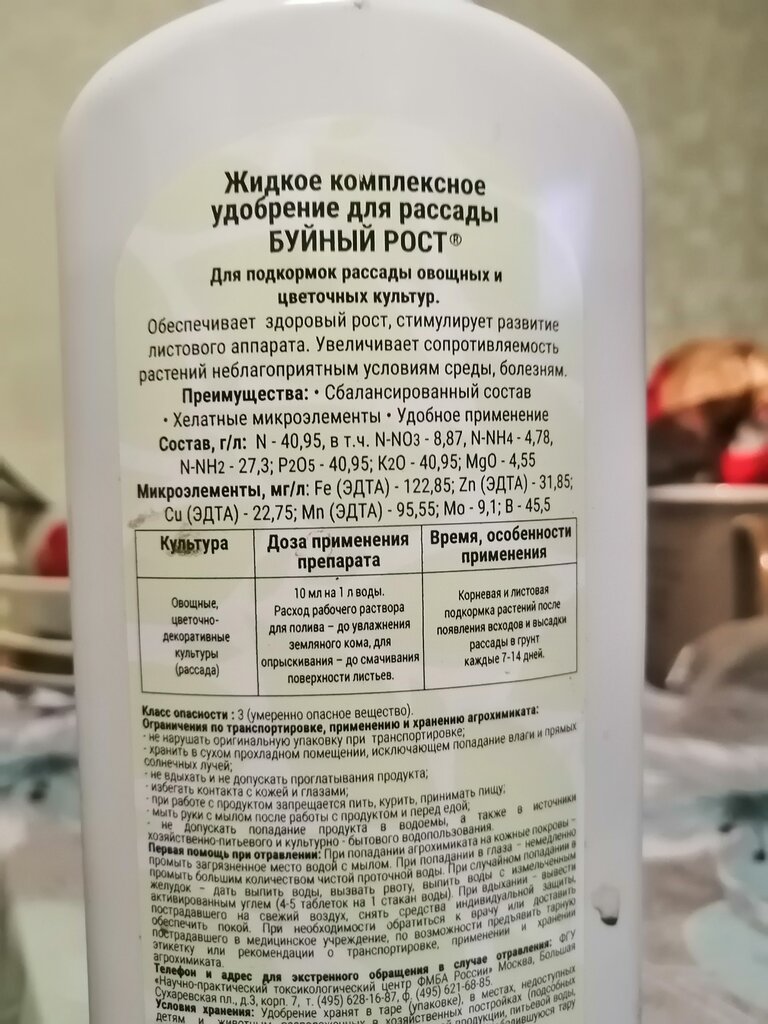 Жидкое комплексное
удобрение для рассады
БУЙНЫЙ РОСТ®
Для подкормок рассады овощных и
цветочных культур.
Обеспечивает здоровый рост, стимулирует развитие
листового аппарата. Увеличивает сопротивляемость
растений неблагоприятным условиям среды, болезням.
Преимущества: • Сбалансированный состав
• Хелатные микроэлементы • Удобное применение
Состав, г/л: N - 40,95, в т.ч. N-NO3 - 8,87, N-NH4 - 4,78,
N-NH2 - 27,3; P2O5 - 40,95; K2O - 40,95; MgO - 4,55
Микроэлементы, мг/л: Fe (ЭДТА) - 122,85; Zn (ЭДТА) - 31,85;
Cu (ЭДТА) - 22,75; Mn (ЭДТА) - 95,55; Mo - 9,1; B - 45,5
Культура
Доза применения
препарата
Время, особенности
применения
Овощные,
цветочно-
декоративные
культуры
(рассада)
10 мл на 1 л воды.
Расход рабочего раствора
для полива – до увлажнения
земляного кома, для
опрыскивания – до смачивания
поверхности листьев.
Корневая и листовая
подкормка растений после
появления всходов и высадки
рассады в грунт
каждые 7-14 дней.
Класс опасности : 3 (умеренно опасное вещество).
Ограничения по транспортировке, применению и хранению агрохимиката:
- не нарушать оригинальную упаковку при транспортировке;
- хранить в сухом прохладном помещении, исключающем попадание влаги и прямых
солнечных лучей;
- не вдыхать и не допускать проглатывания продукта;
- избегать контакта с кожей и глазами;
- при работе с продуктом запрещается пить, курить, принимать пищу;
- мыть руки с мылом после работы с продуктом и перед едой;
- не допускать попадание продукта в водоемы, а также в источники
хозяйственно-питьевого и культурно - бытового водопользования.
Первая помощь при отравлении: При попадании агрохимиката на кожные покровы –
промыть загрязненное место водой с мылом. При попадании в глаза – немедленно
промыть большим количеством чистой проточной воды. При случайном попадании в
желудок – дать выпить воды, вызвать рвоту, выпить воды с измельченным
активированным углем (4-5 таблеток на 1 стакан воды). При вдыхании - вывести
пострадавшего на свежий воздух, снять средства индивидуальной защиты,
обеспечить покой. При необходимости обратиться к врачу или доставить
пострадавшего в медицинское учреждение, по возможности предъявить тарную
этикетку или рекомендации о транспортировке, применении и хранении
агрохимиката.
Телефон и адрес для экстренного обращения в случае отравления: ФГУ
«Научно-практический токсикологический центр ФМБА России» Москва, Большая
Сухаревская пл., д.3, корп. 7, т. (495) 628-16-87, ф. (495) 621-68-85.
Условия хранения: Удобрение хранят в таре (упаковке), в местах, недоступных
детям и животным, расположенных в хозяйственных постройках (подсобных
продукции, питьевой воды,
тару